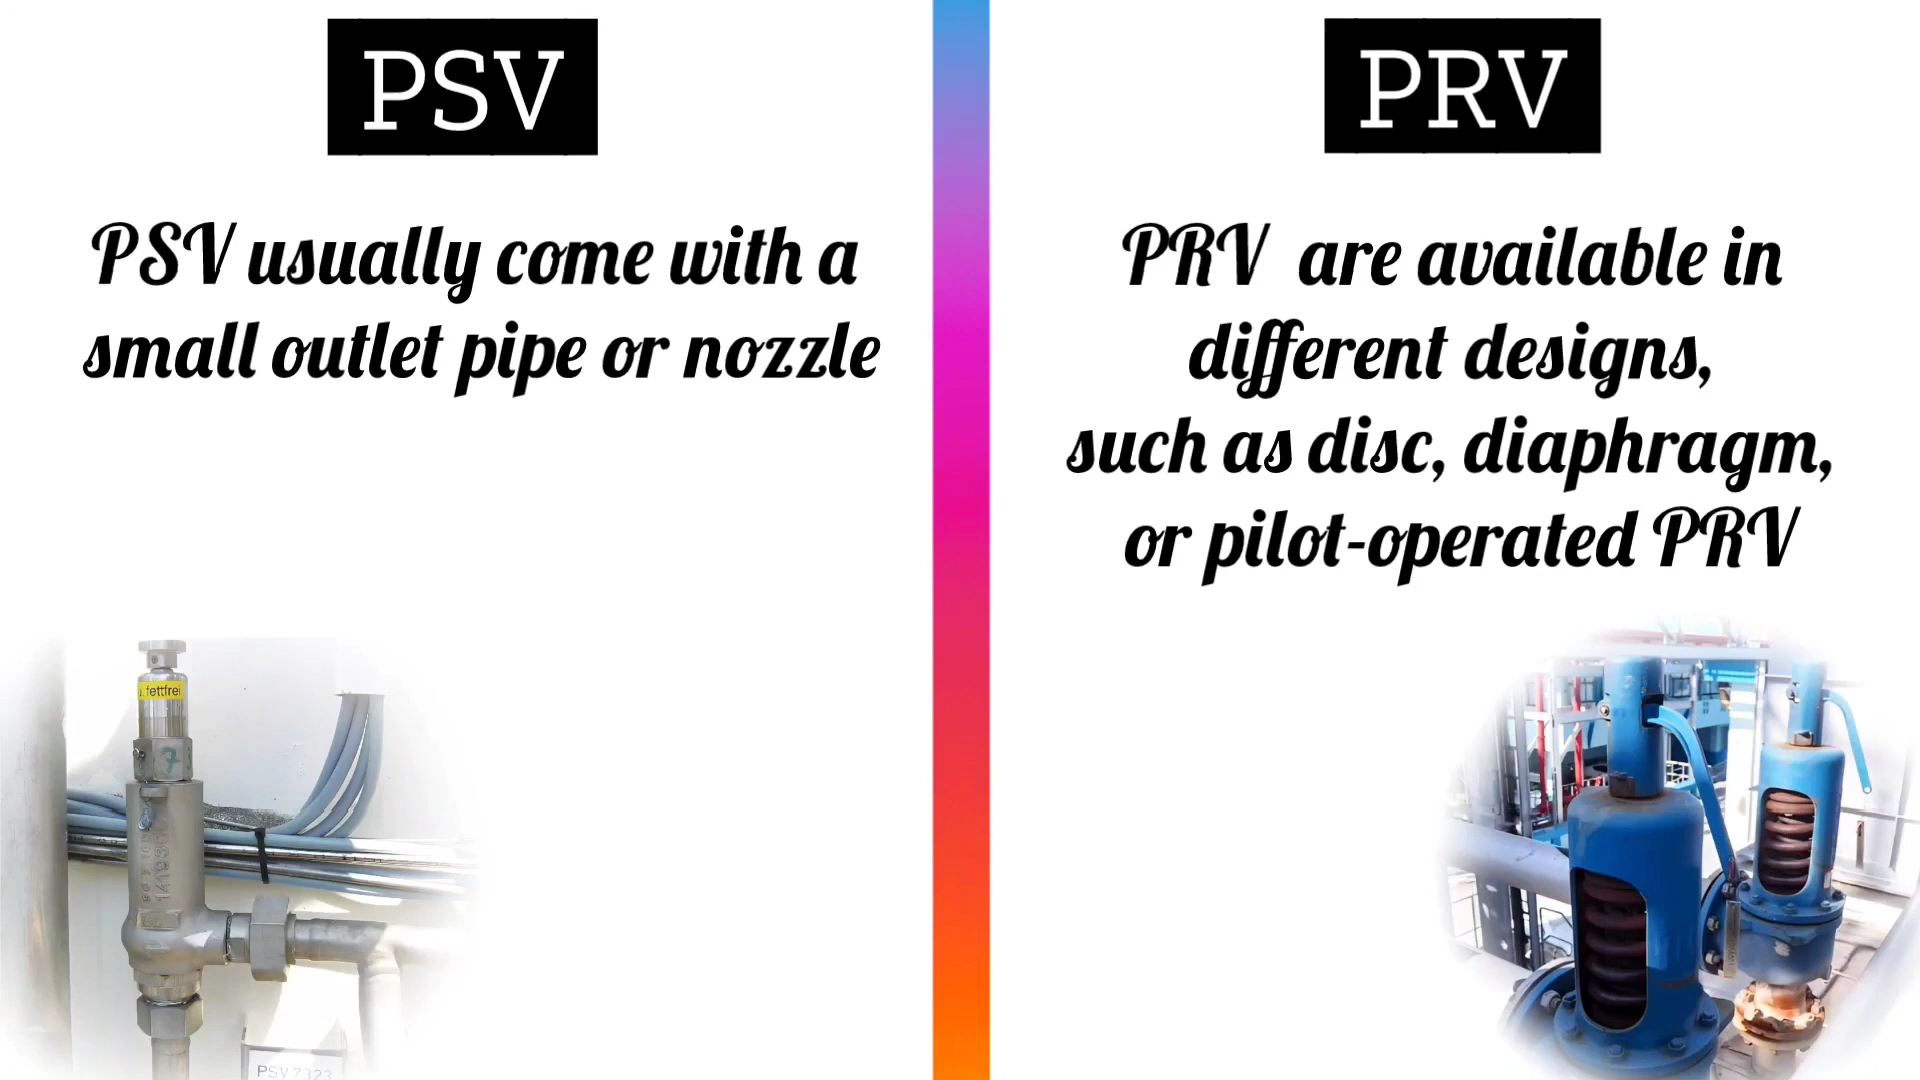 PSV
PSV usually come with a
small outlet pipe or nozzle
PRV
PRV are available in
different designs,
such as disc, diaphragm,
or pilot-operated PRV
fettfrei
7
PSV 7323